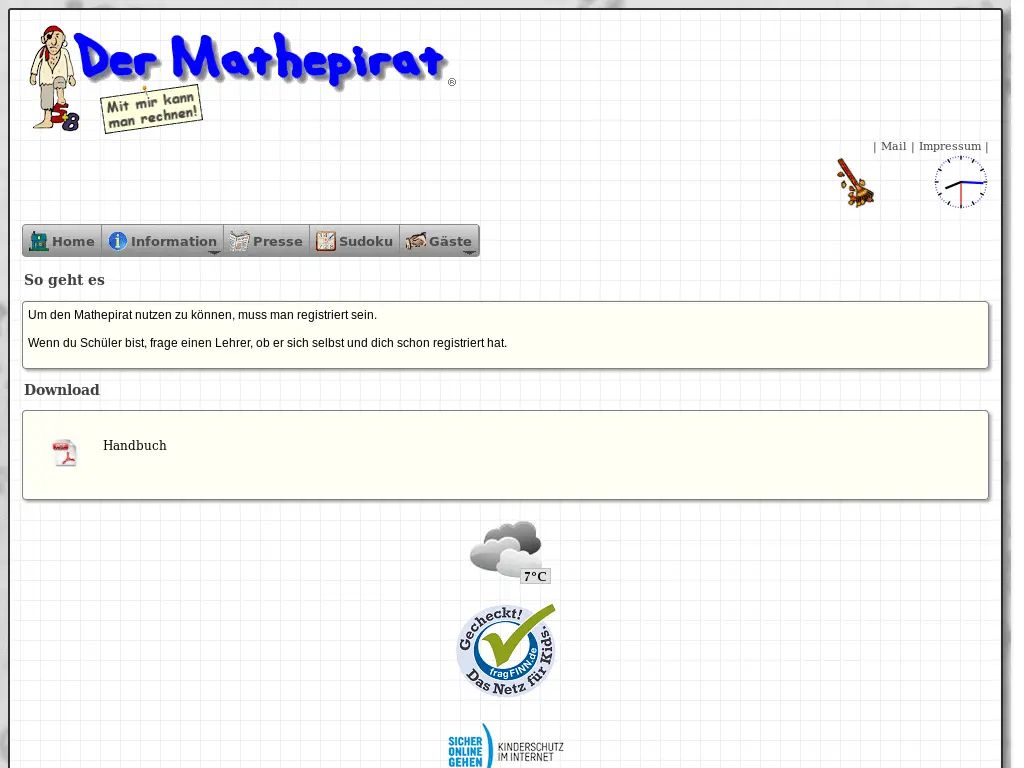 Der Mathepirat®
Mit mir kann
man rechnen!
5+8
| Mail | Impressum |
Home
Information
Presse
Sudoku
Gäste
So geht es
Um den Mathepirat nutzen zu können, muss man registriert sein.
Wenn du Schüler bist, frage einen Lehrer, ob er sich selbst und dich schon registriert hat.
Download
Handbuch
7°C
Gecheckt!
fragFINN.de
Das Netz für Kids.
SICHER
ONLINE
GEHEN
KINDERSCHUTZ
IM INTERNET